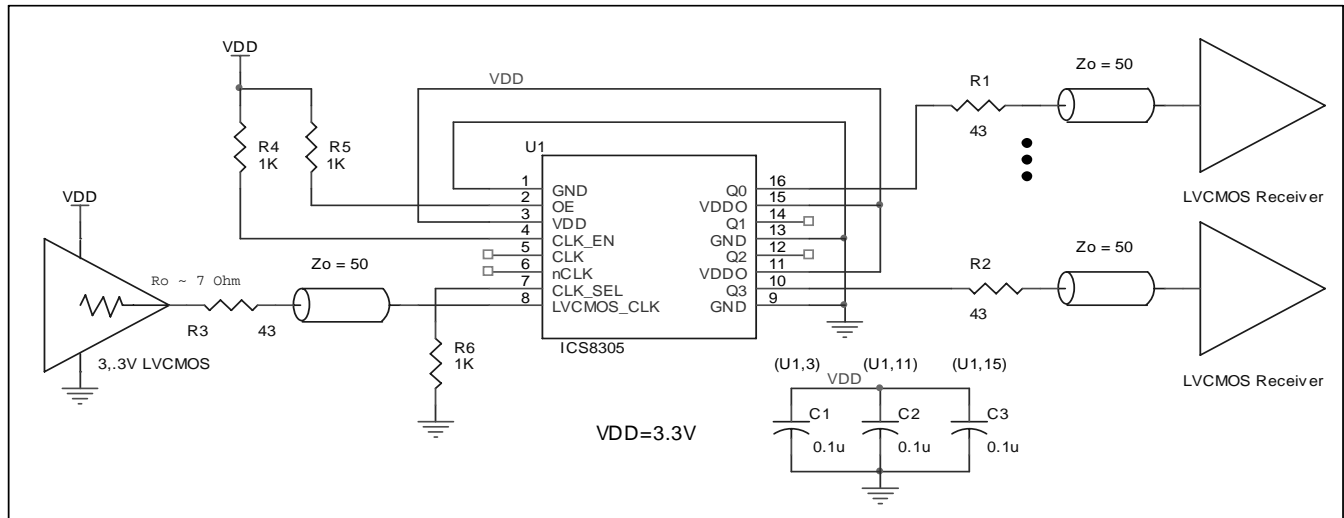 VDD
VDD
R1
43
Zo = 50
LVCMOS Receiver
R4
1K
R5
1K
U1
1
GND
2
OE
3
VDD
4
CLK_EN
5
CLK
6
nCLK
7
CLK_SEL
8
LVCMOS_CLK
16
Q0
15
VDDO
14
Q1
13
GND
12
Q2
11
VDDO
10
Q3
9
GND
ICS8305
VDD
Ro ~ 7 Ohm
R3
43
Zo = 50
3,.3V LVCMOS
R6
1K
R2
43
Zo = 50
LVCMOS Receiver
VDD=3.3V
(U1,3)
(U1,11)
(U1,15)
VDD
C1
0.1u
C2
0.1u
C3
0.1u